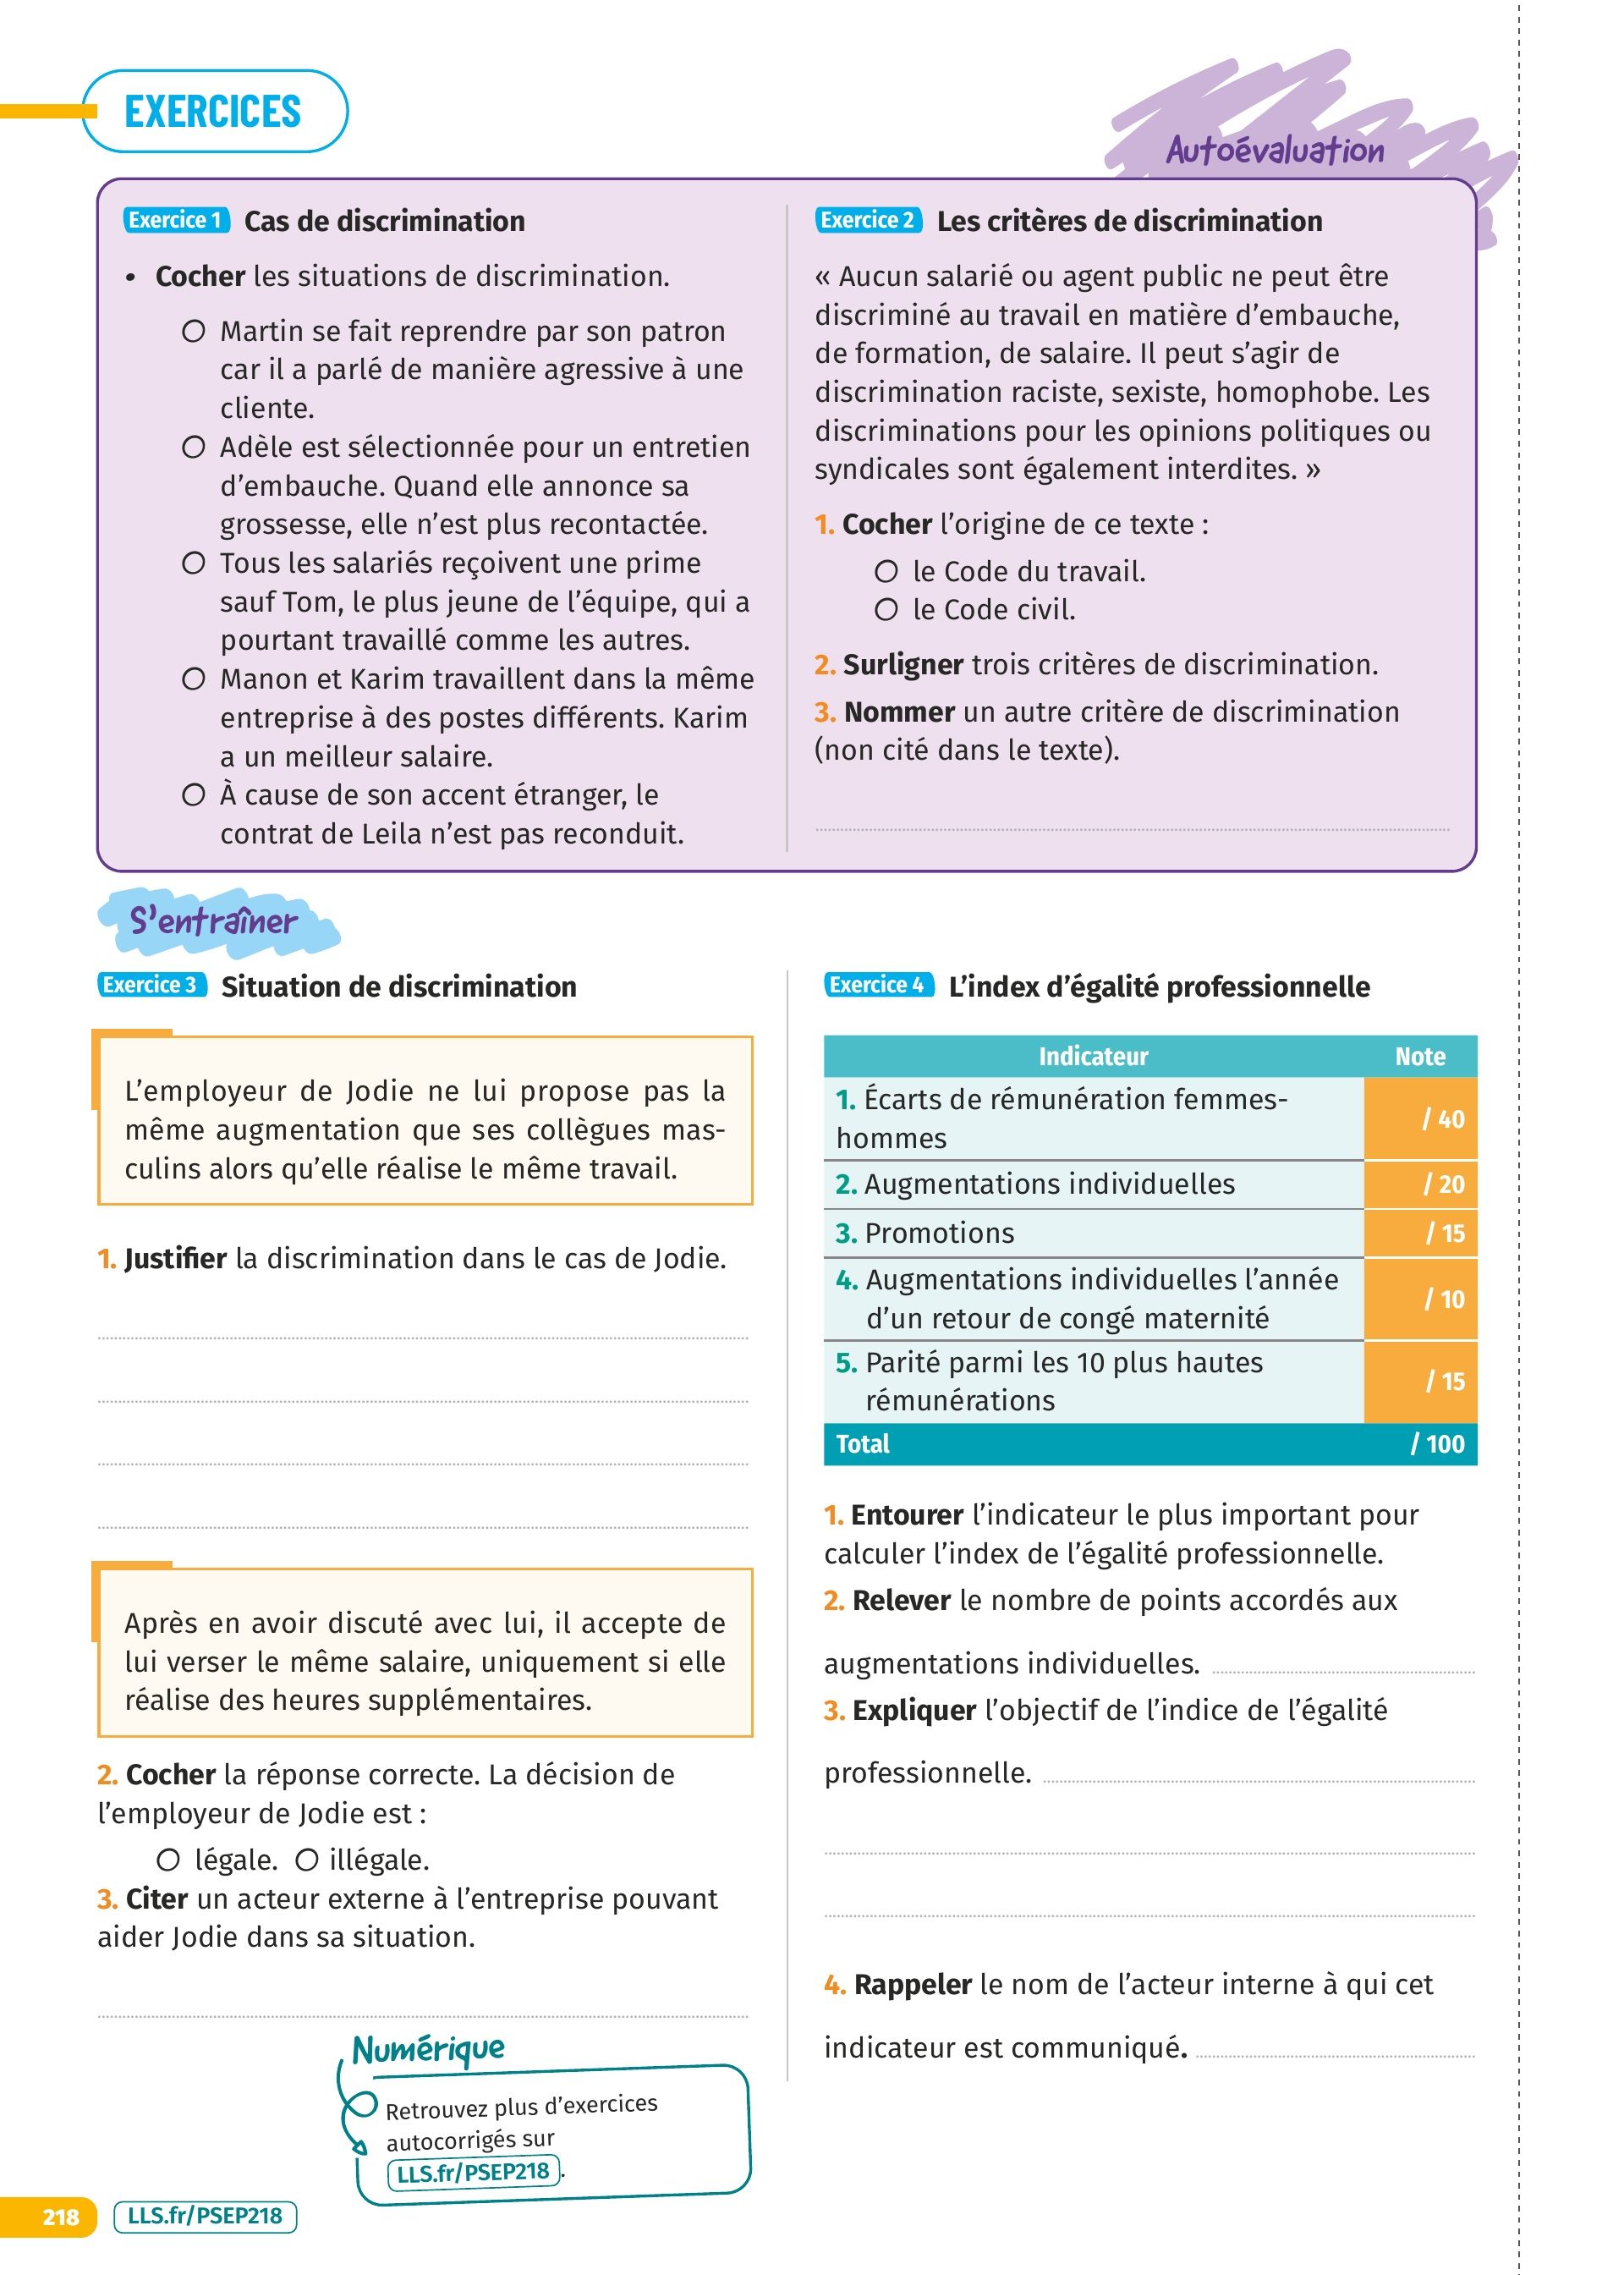 EXERCICES
Autoévaluation
Exercice 1 Cas de discrimination
• Cocher les situations de discrimination.
Martin se fait reprendre par son patron
car il a parlé de manière agressive à une
cliente.
Adèle est sélectionnée pour un entretien
d’embauche. Quand elle annonce sa
grossesse, elle n’est plus recontactée.
Tous les salariés reçoivent une prime
sauf Tom, le plus jeune de l’équipe, qui a
pourtant travaillé comme les autres.
Manon et Karim travaillent dans la même
entreprise à des postes différents. Karim
a un meilleur salaire.
À cause de son accent étranger, le
contrat de Leila n’est pas reconduit.
Exercice 2 Les critères de discrimination
« Aucun salarié ou agent public ne peut être
discriminé au travail en matière d’embauche,
de formation, de salaire. Il peut s’agir de
discrimination raciste, sexiste, homophobe. Les
discriminations pour les opinions politiques ou
syndicales sont également interdites. »
1. Cocher l’origine de ce texte :
le Code du travail.
le Code civil.
2. Surligner trois critères de discrimination.
3. Nommer un autre critère de discrimination
(non cité dans le texte).
S’entraîner
Exercice 3 Situation de discrimination
L’employeur de Jodie ne lui propose pas la
même augmentation que ses collègues mas-
culins alors qu’elle réalise le même travail.
1. Justifier la discrimination dans le cas de Jodie.
Après en avoir discuté avec lui, il accepte de
lui verser le même salaire, uniquement si elle
réalise des heures supplémentaires.
2. Cocher la réponse correcte. La décision de
l’employeur de Jodie est :
légale. illégale.
3. Citer un acteur externe à l’entreprise pouvant
aider Jodie dans sa situation.
Numérique
Retrouvez plus d’exercices
autocorrigés sur
LLS.fr/PSEP218.
Exercice 4 L’index d’égalité professionnelle
Indicateur Note
1. Écarts de rémunération femmes-
hommes / 40
2. Augmentations individuelles / 20
3. Promotions / 15
4. Augmentations individuelles l’année
d’un retour de congé maternité / 10
5. Parité parmi les 10 plus hautes
rémunérations / 15
Total / 100
1. Entourer l’indicateur le plus important pour
calculer l’index de l’égalité professionnelle.
2. Relever le nombre de points accordés aux
augmentations individuelles.
3. Expliquer l’objectif de l’indice de l’égalité
professionnelle.
4. Rappeler le nom de l’acteur interne à qui cet
indicateur est communiqué.
218 LLS.fr/PSEP218